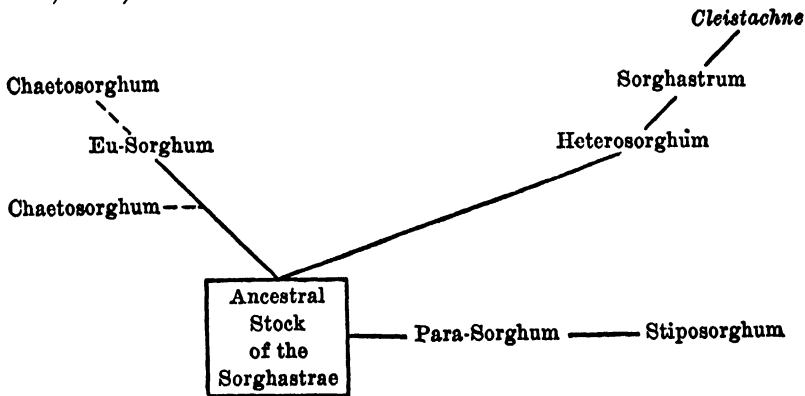 Cleistachne
Chaetosorghum
Sorghastrum
Eu-Sorghum
Heterosorghum
Chaetosorghum
Ancestral
Stock
of the
Sorghastrae
Para-Sorghum
Stiposorghum